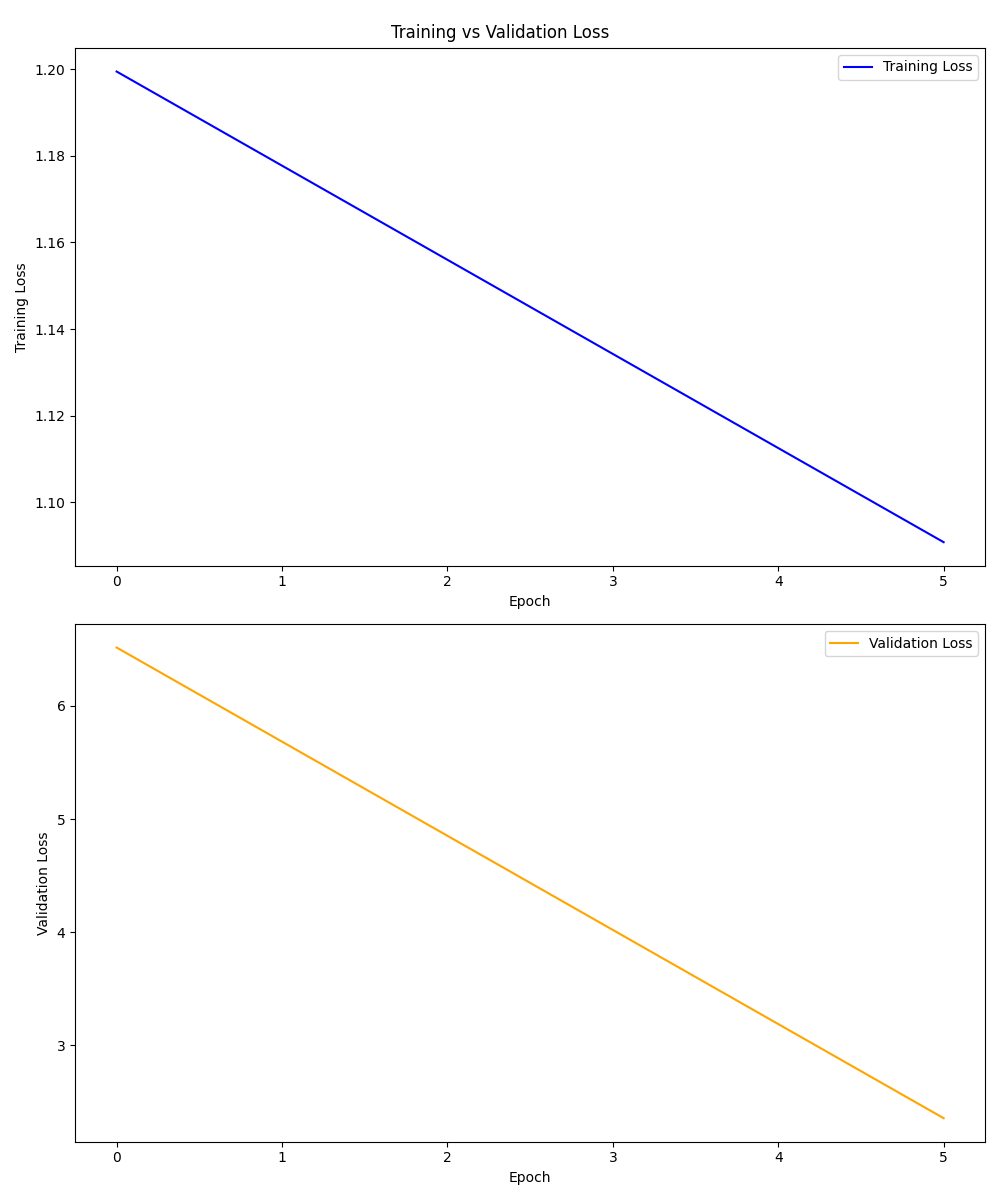 Training vs Validation Loss
Training Loss
1.20
1.18
1.16
1.14
1.12
1.10
Training Loss
0 1 2 3 4 5
Epoch
Validation Loss
6
5
4
3
Validation Loss
0 1 2 3 4 5
Epoch